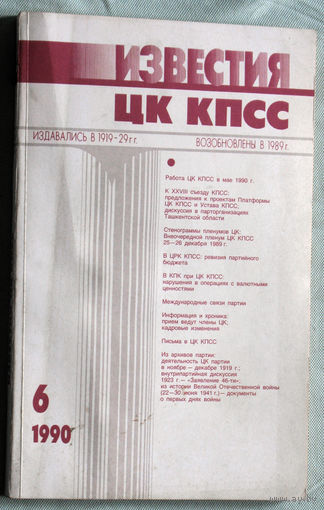 ИЗВЕСТИЯ
ЦК КПСС
ИЗДАВАЛИСЬ В 1919-29 г.г.
ВОЗОБНОВЛЕНЫ В 1989 г.
Работа ЦК КПСС в мае 1990 г.
К XXVIII съезду КПСС:
предложения к проектам Платформы
ЦК КПСС и Устава КПСС,
дискуссия в парторганизациях
Ташкентской области
Стенограммы пленумов ЦК:
Внеочередной пленум ЦК КПСС
25—26 декабря 1989 г.
В ЦРК КПСС: ревизия партийного
бюджета
В КПК при ЦК КПСС:
нарушения в операциях с валютными
ценностями
Международные связи партии
Информация и хроника:
прием ведут члены ЦК;
кадровые изменения
Письма в ЦК КПСС
Из архивов партии:
деятельность ЦК партии
в ноябре — декабре 1919 г.;
внутрипартийная дискуссия
1923 г.— «Заявление 46-ти»;
из истории Великой Отечественной войны
(22—30 июня 1941 г.)— документы
о первых днях войны
6
1990